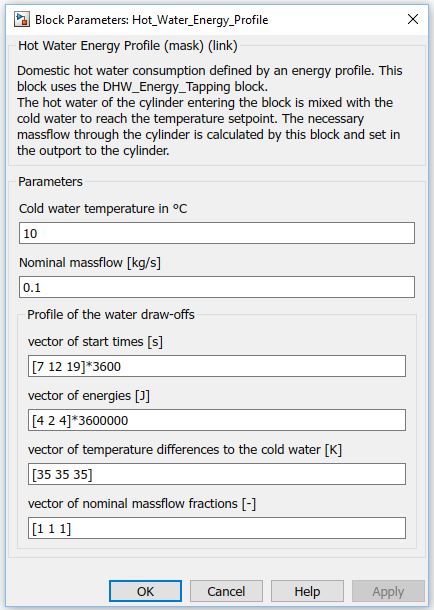 Block Parameters: Hot_Water_Energy_Profile
Hot Water Energy Profile (mask) (link)
Domestic hot water consumption defined by an energy profile. This
block uses the DHW_Energy_Tapping block.
The hot water of the cylinder entering the block is mixed with the
cold water to reach the temperature setpoint. The necessary
massflow through the cylinder is calculated by this block and set in
the outport to the cylinder.
Parameters
Cold water temperature in ºC
10
Nominal massflow [kg/s]
0.1
Profile of the water draw-offs
vector of start times [s]
[7 12 19]*3600
vector of energies [J]
[4 2 4]*3600000
vector of temperature differences to the cold water [K]
[35 35 35]
vector of nominal massflow fractions [-]
[1 1 1]
OK Cancel Help Apply